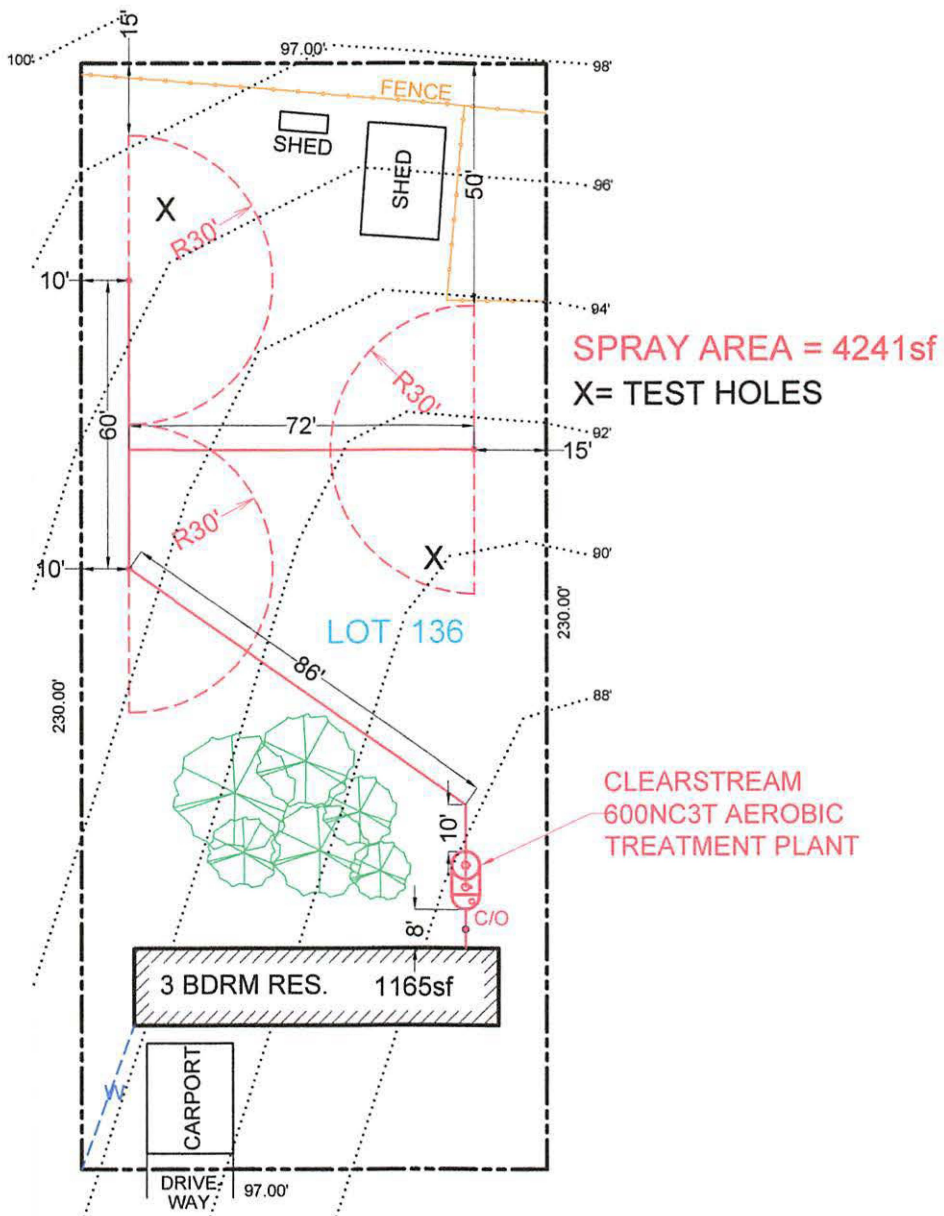 15'
100'
97.00'
98'
FENCE
SHED
SHED
50'
96'
X
R30'
10'
94'
SPRAY AREA = 4241sf
X= TEST HOLES
R30'
60'
72'
92'
15'
R30'
X
90'
10'
LOT 136
230.00'
86'
230.00'
88'
CLEARSTREAM
600NC3T AEROBIC
TREATMENT PLANT
10'
C/O
8'
3 BDRM RES. 1165sf
W
CARPORT
DRIVE-
WAY
97.00'